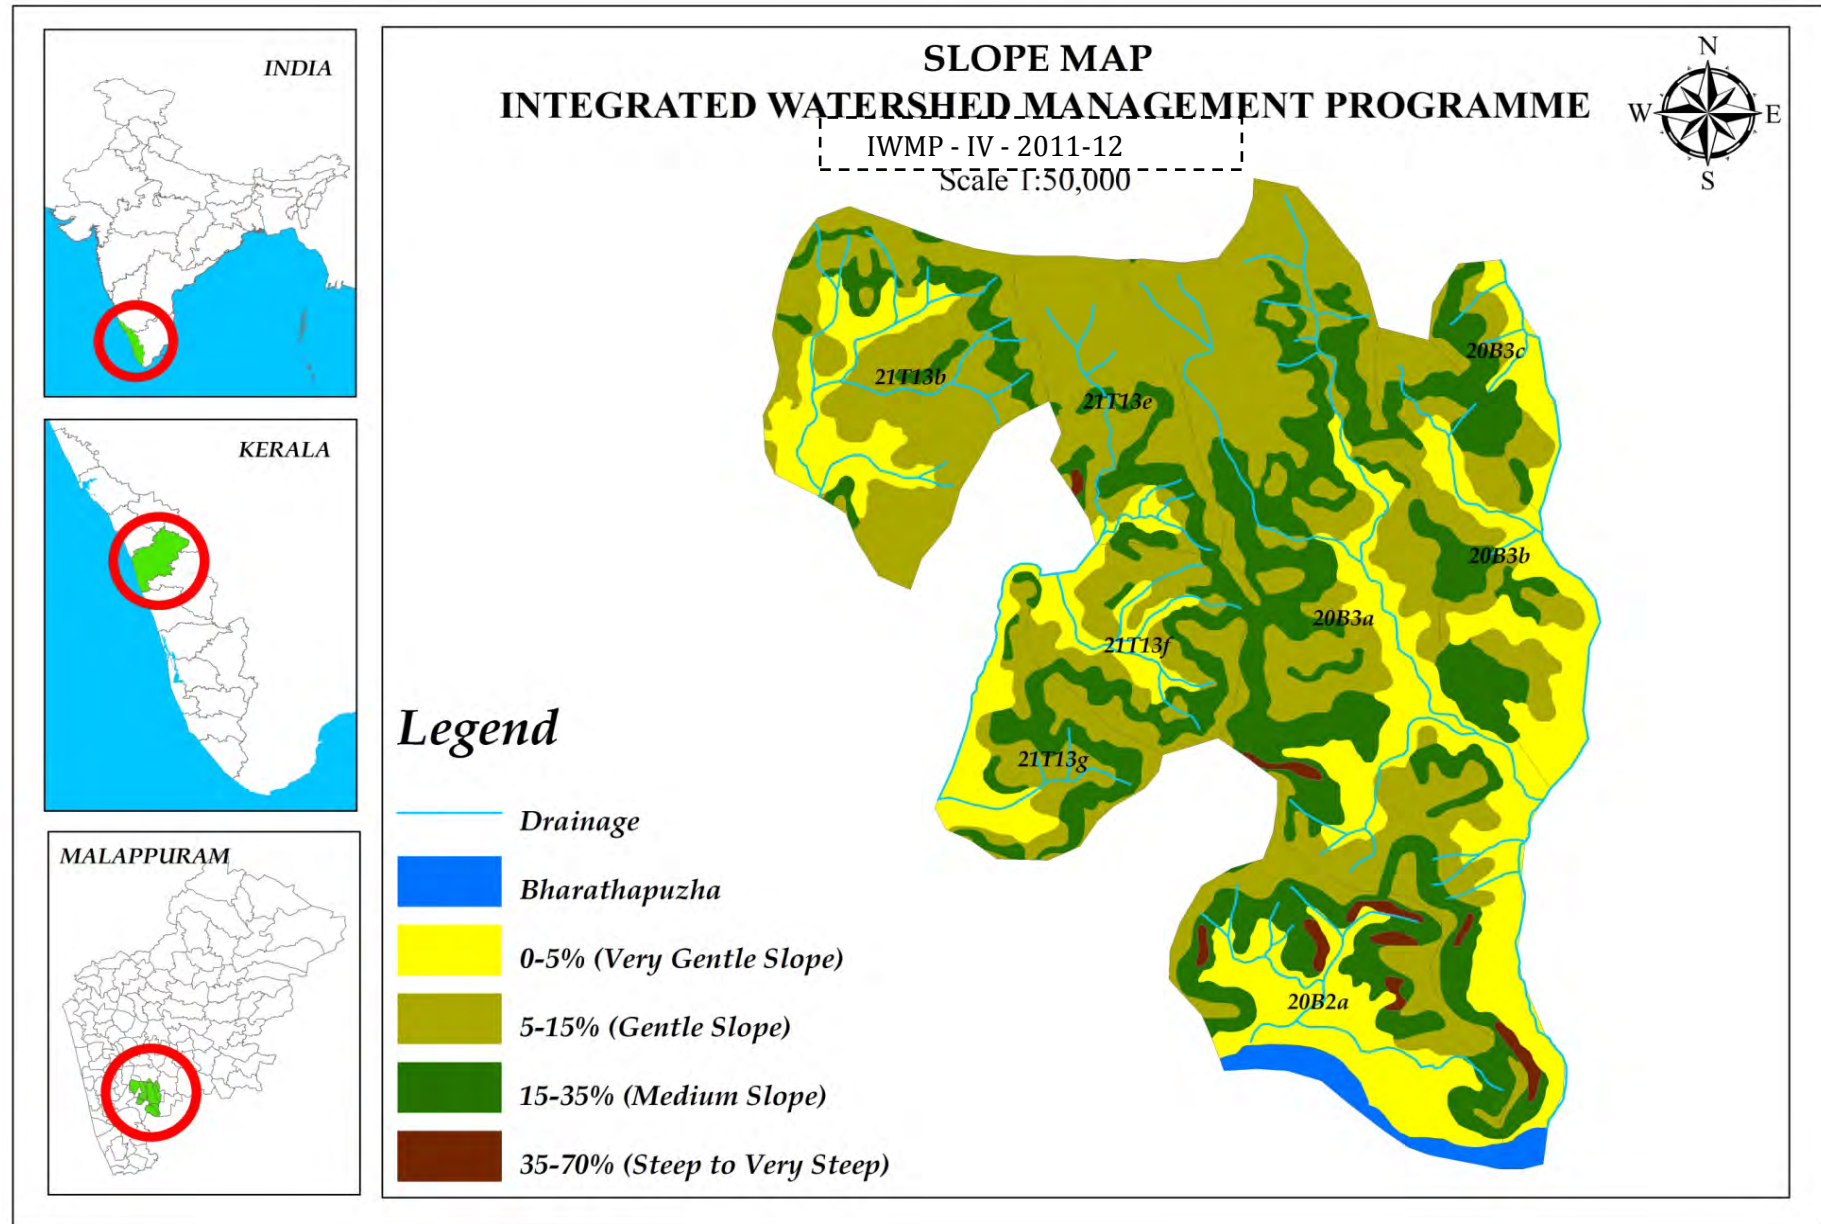 INDIA
KERALA
MALAPPURAM
SLOPE MAP
INTEGRATED WATERSHED MANAGEMENT PROGRAMME
IWMP - IV - 2011-12
Scale 1:50,000
N
W
E
S
20B3c
21T13b
21T13e
20B3b
20B3a
21T13f
21T13g
20B2a
Legend
Drainage
Bharathapuzha
0-5% (Very Gentle Slope)
5-15% (Gentle Slope)
15-35% (Medium Slope)
35-70% (Steep to Very Steep)